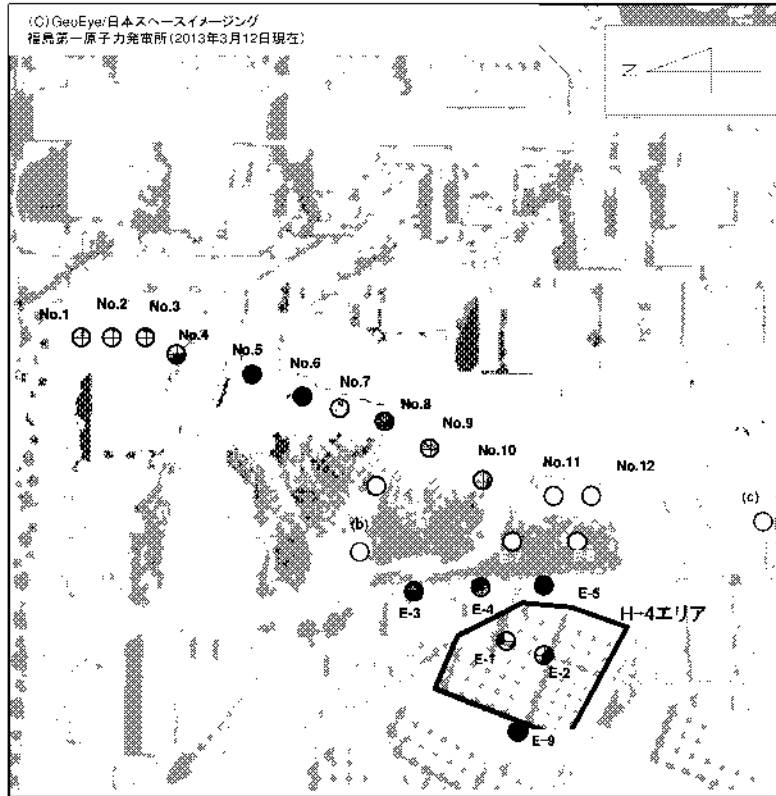 (C)GeoEye/日本スペースイメージング
福島第一原子力発電所(2013年3月12日現在)
N
No.1
No.2
No.3
No.4
No.5
No.6
No.7
No.8
No.9
No.10
No.11
No.12
(c)
(b)
E-3
E-4
E-5
H-4エリア
E-1
E-2
E-9